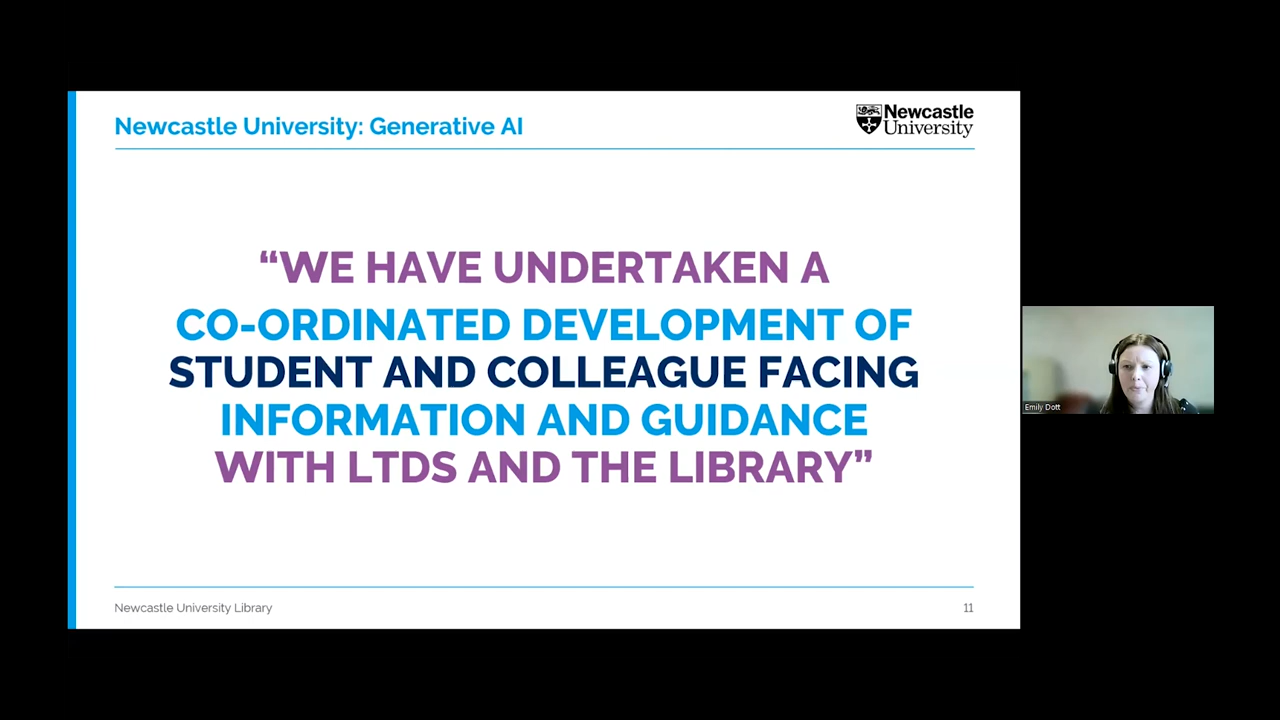 Newcastle University: Generative AI
Newcastle
University
“WE HAVE UNDERTAKEN A
CO-ORDINATED DEVELOPMENT OF
STUDENT AND COLLEAGUE FACING
INFORMATION AND GUIDANCE
WITH LTDS AND THE LIBRARY”
Emily Dott
Newcastle University Library
11